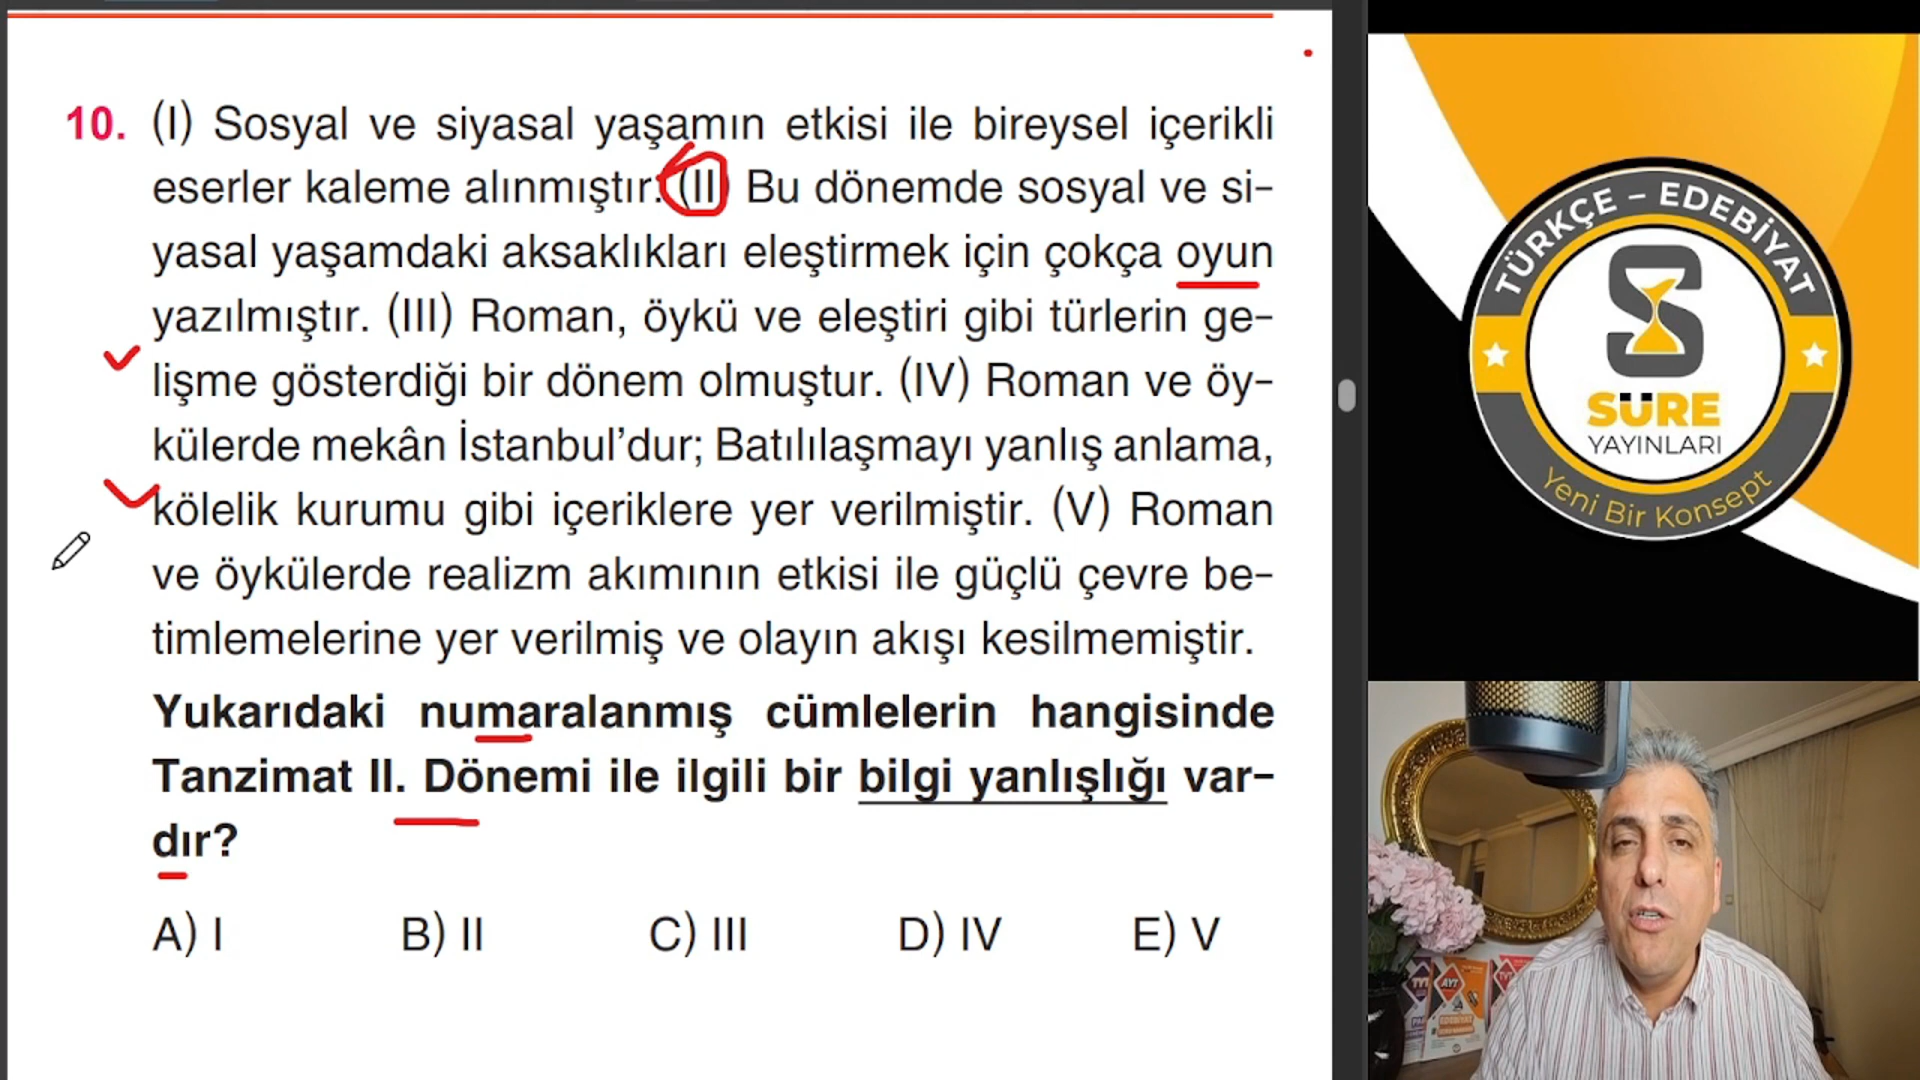 10. (I) Sosyal ve siyasal yaşamın etkisi ile bireysel içerikli
eserler kaleme alınmıştır. (II) Bu dönemde sosyal ve si-
yasal yaşamdaki aksaklıkları eleştirmek için çokça oyun
yazılmıştır. (III) Roman, öykü ve eleştiri gibi türlerin ge-
lişme gösterdiği bir dönem olmuştur. (IV) Roman ve öy-
külerde mekân İstanbul’dur; Batılılaşmayı yanlış anlama,
kölelik kurumu gibi içeriklere yer verilmiştir. (V) Roman
ve öykülerde realizm akımının etkisi ile güçlü çevre be-
timlemelerine yer verilmiş ve olayın akışı kesilmemiştir.
Yukarıdaki numaralanmış cümlelerin hangisinde
Tanzimat II. Dönemi ile ilgili bir bilgi yanlışlığı var-
dır?
A) I B) II C) III D) IV E) V
TÜRKÇE – EDEBİYAT
S
SÜRE
YAYINLARI
Yeni Bir Konsept
TYT
AYT
EDEBİYAT